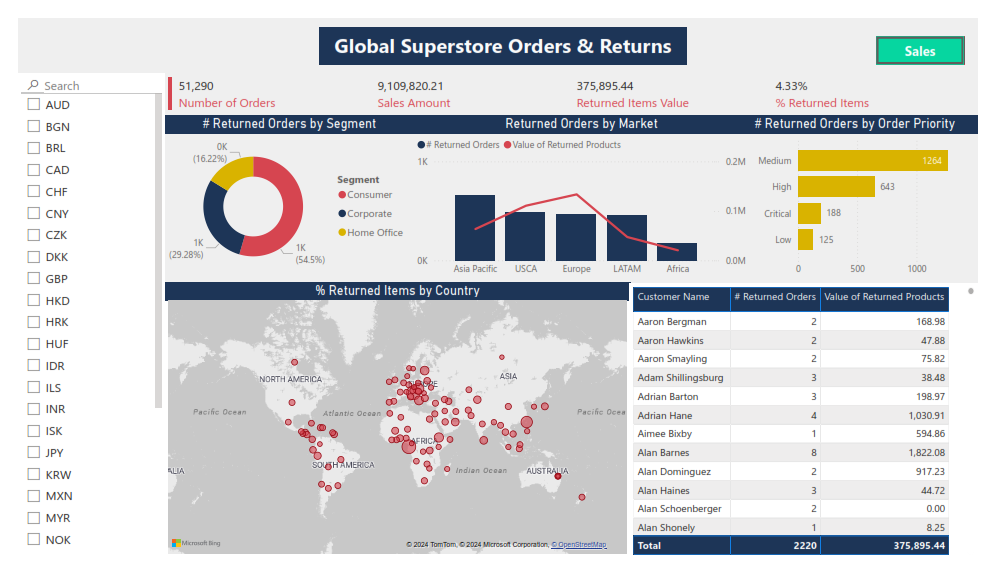 Global Superstore Orders & Returns
Sales
Search
AUD
BGN
BRL
CAD
CHF
CNY
CZK
DKK
GBP
HKD
HRK
HUF
IDR
ILS
INR
ISK
JPY
KRW
MXN
MYR
NOK
51,290
Number of Orders
9,109,820.21
Sales Amount
375,895.44
Returned Items Value
4.33%
% Returned Items
# Returned Orders by Segment
0K
(16.22%)
1K
(29.28%)
1K
(54.5%)
Segment
Consumer
Corporate
Home Office
Returned Orders by Market
# Returned Orders Value of Returned Products
1K
0K
0.2M
0.1M
0.0M
Asia Pacific USCA Europe LATAM Africa
# Returned Orders by Order Priority
Medium 1264
High 643
Critical 188
Low 125
0 500 1000
% Returned Items by Country
NORTH AMERICA
ASIA
Pacific Ocean
Atlantic Ocean
Pacific Ocea
AFRICA
SOUTH AMERICA
Indian Ocean
ALIA
AUSTRALIA
Microsoft Bing
© 2024 TomTom, © 2024 Microsoft Corporation, © OpenStreetMap
Customer Name # Returned Orders Value of Returned Products
Aaron Bergman 2 168.98
Aaron Hawkins 2 47.88
Aaron Smayling 2 75.82
Adam Shillingsburg 3 38.48
Adrian Barton 3 198.97
Adrian Hane 4 1,030.91
Aimee Bixby 1 594.86
Alan Barnes 8 1,822.08
Alan Dominguez 2 917.23
Alan Haines 3 44.72
Alan Schoenberger 2 0.00
Alan Shonely 1 8.25
Total 2220 375,895.44